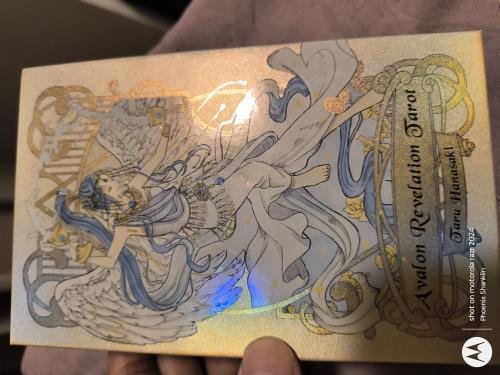 Avalon Revelation Tarot
Taru Hanasaki
shot on motorola razr 2024
Phoenix Shanklin